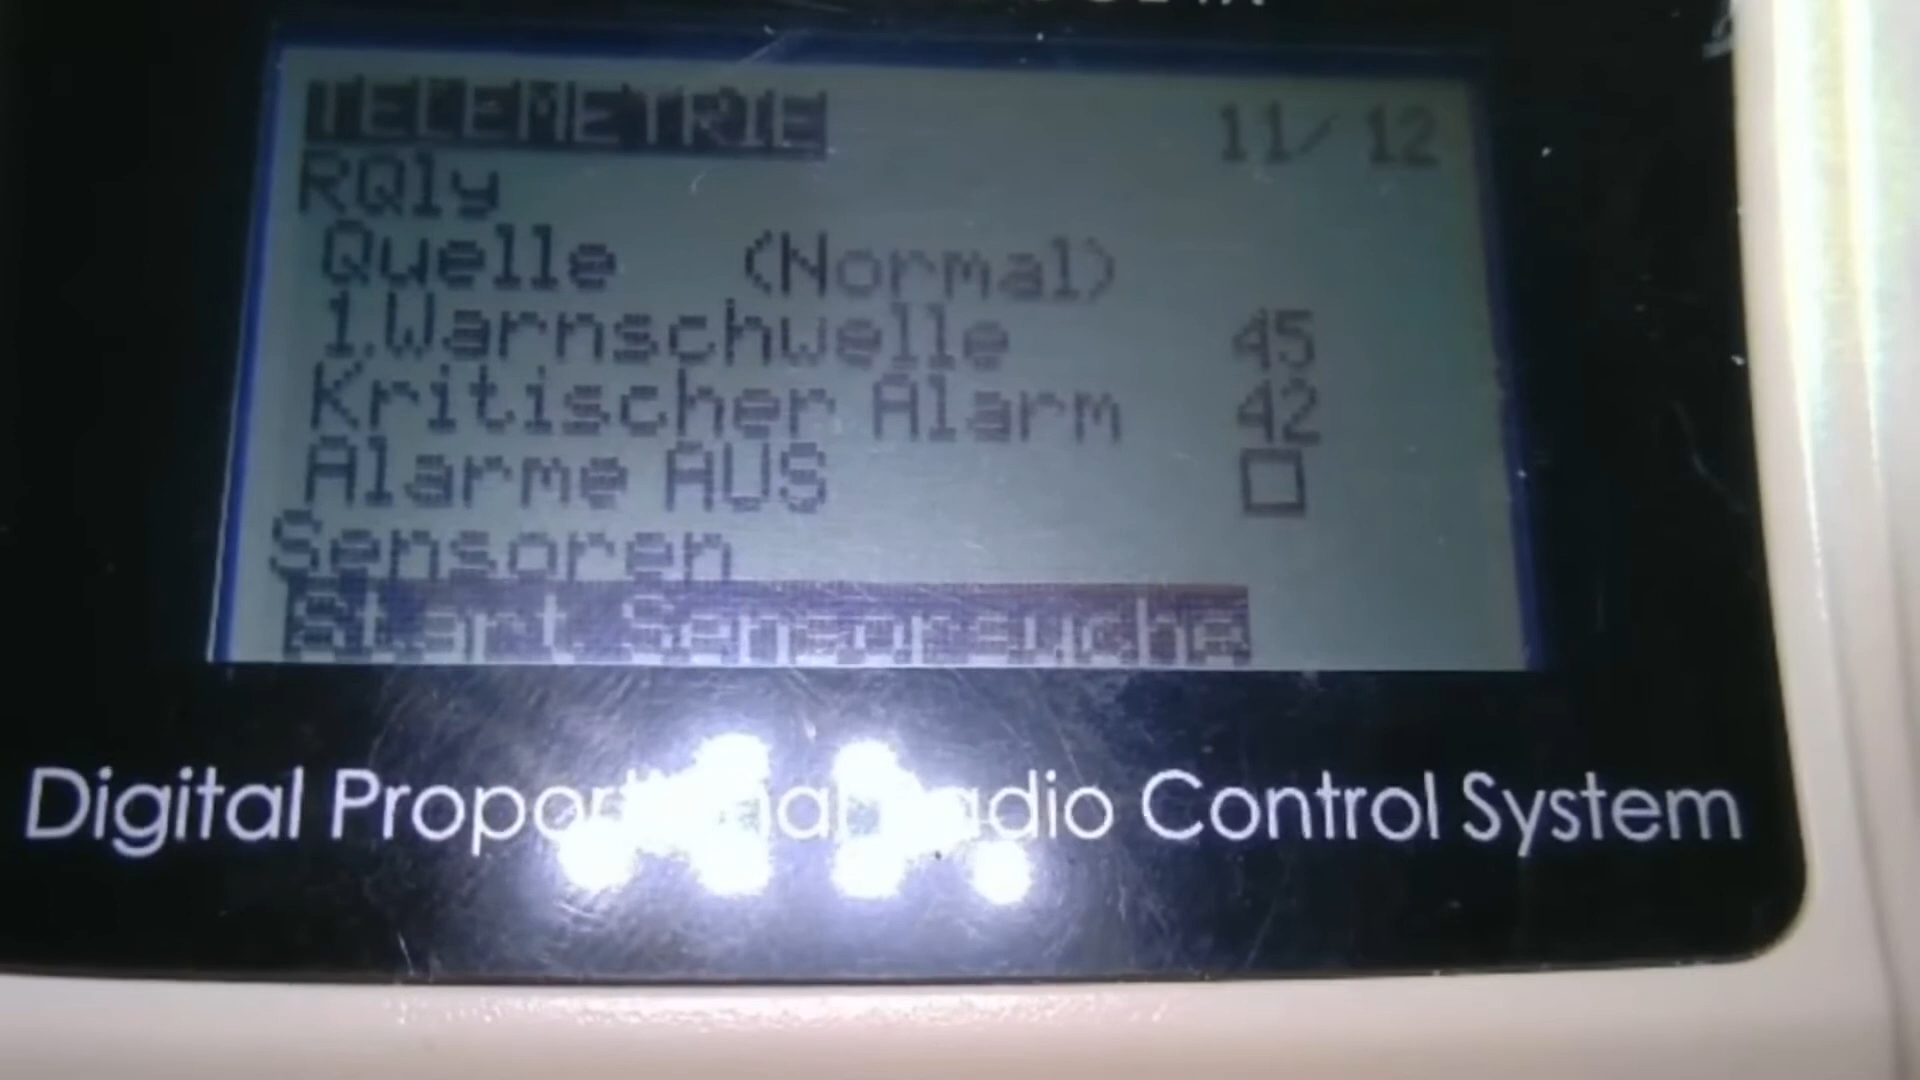 TELEMETRIE 11/12
RQly
Quelle (Normal)
1.Warnschwelle 45
Kritischer Alarm 42
Alarme AUS
Sensoren
Start Sensorsuche
Digital Proportional Radio Control System